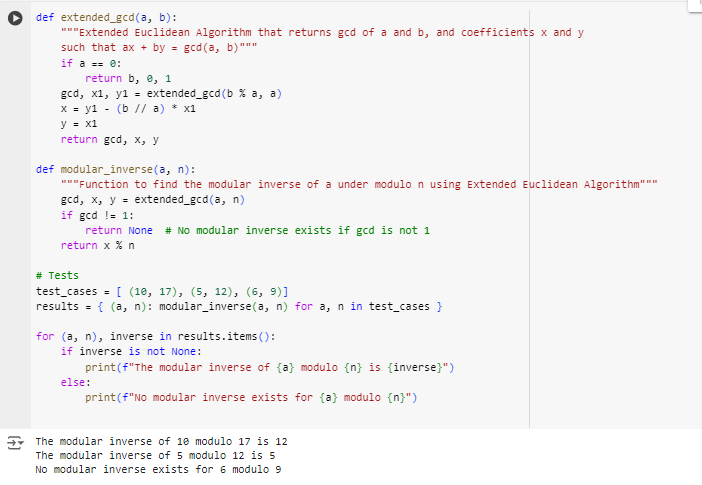 def extended_gcd(a, b):
    """Extended Euclidean Algorithm that returns gcd of a and b, and coefficients x and y
    such that ax + by = gcd(a, b)"""
    if a == 0:
        return b, 0, 1
    gcd, x1, y1 = extended_gcd(b % a, a)
    x = y1 - (b // a) * x1
    y = x1
    return gcd, x, y

def modular_inverse(a, n):
    """Function to find the modular inverse of a under modulo n using Extended Euclidean Algorithm"""
    gcd, x, y = extended_gcd(a, n)
    if gcd != 1:
        return None  # No modular inverse exists if gcd is not 1
    return x % n

# Tests
test_cases = [ (10, 17), (5, 12), (6, 9)]
results = { (a, n): modular_inverse(a, n) for a, n in test_cases }

for (a, n), inverse in results.items():
    if inverse is not None:
        print(f"The modular inverse of {a} modulo {n} is {inverse}")
    else:
        print(f"No modular inverse exists for {a} modulo {n}")

The modular inverse of 10 modulo 17 is 12
The modular inverse of 5 modulo 12 is 5
No modular inverse exists for 6 modulo 9